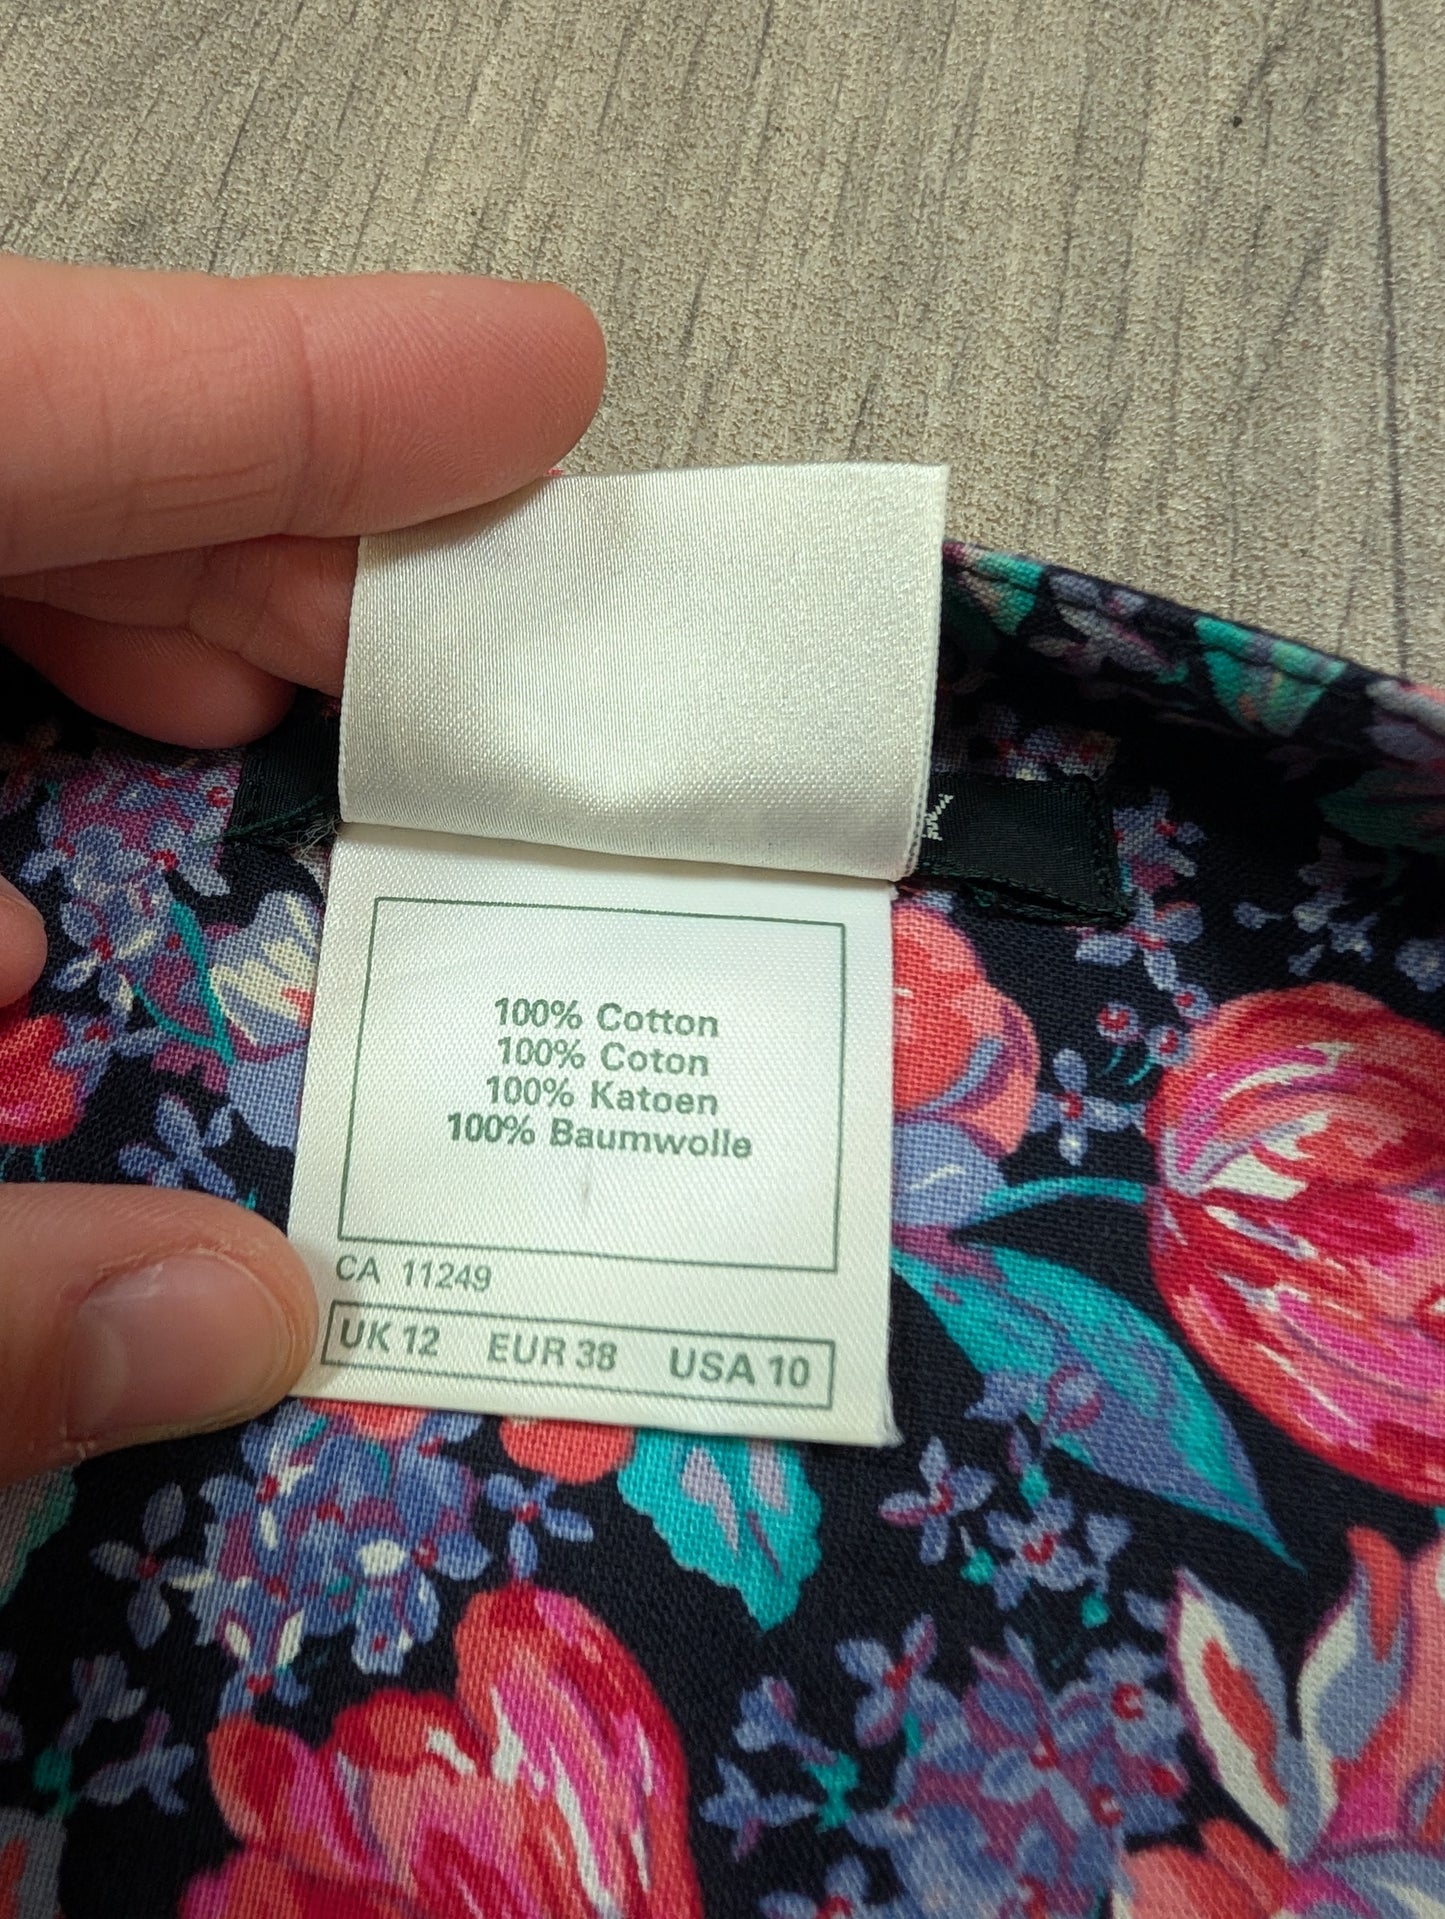 100% Cotton
100% Coton
100% Katoen
100% Baumwolle
CA 11249
UK 12 EUR 38 USA 10